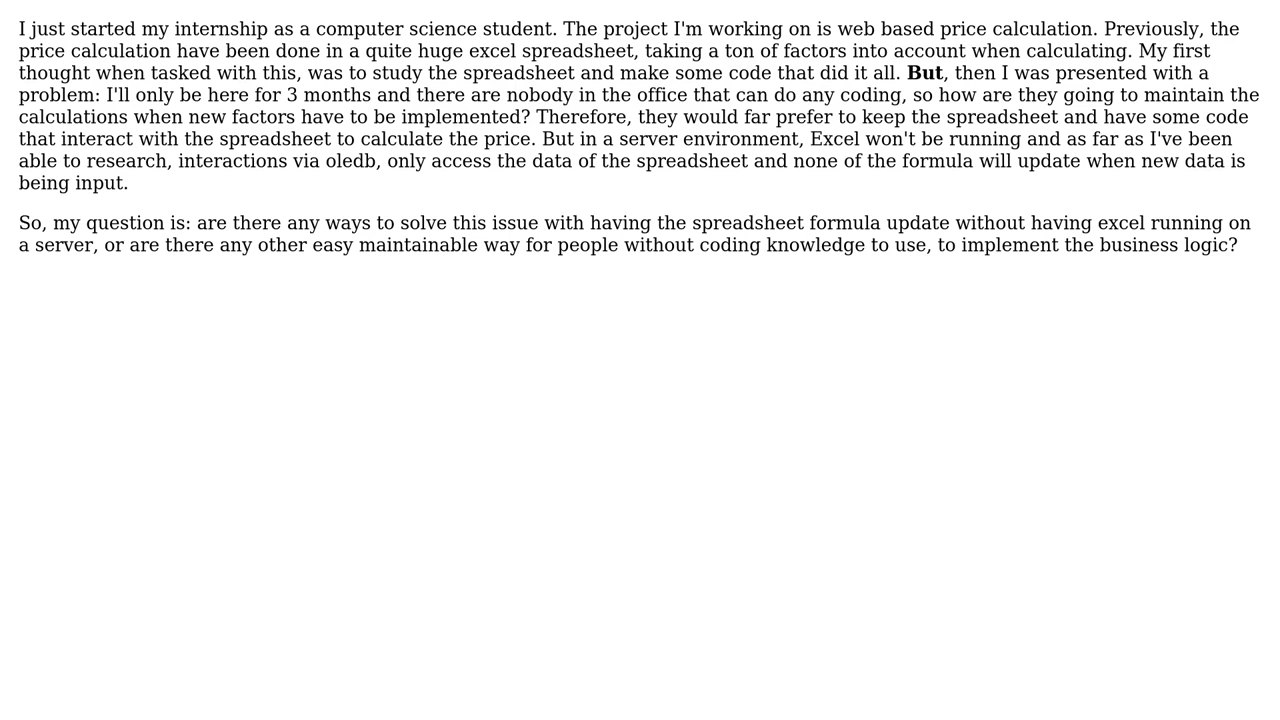 I just started my internship as a computer science student. The project I'm working on is web based price calculation. Previously, the
price calculation have been done in a quite huge excel spreadsheet, taking a ton of factors into account when calculating. My first
thought when tasked with this, was to study the spreadsheet and make some code that did it all. But, then I was presented with a
problem: I'll only be here for 3 months and there are nobody in the office that can do any coding, so how are they going to maintain the
calculations when new factors have to be implemented? Therefore, they would far prefer to keep the spreadsheet and have some code
that interact with the spreadsheet to calculate the price. But in a server environment, Excel won't be running and as far as I've been
able to research, interactions via oledb, only access the data of the spreadsheet and none of the formula will update when new data is
being input.
So, my question is: are there any ways to solve this issue with having the spreadsheet formula update without having excel running on
a server, or are there any other easy maintainable way for people without coding knowledge to use, to implement the business logic?